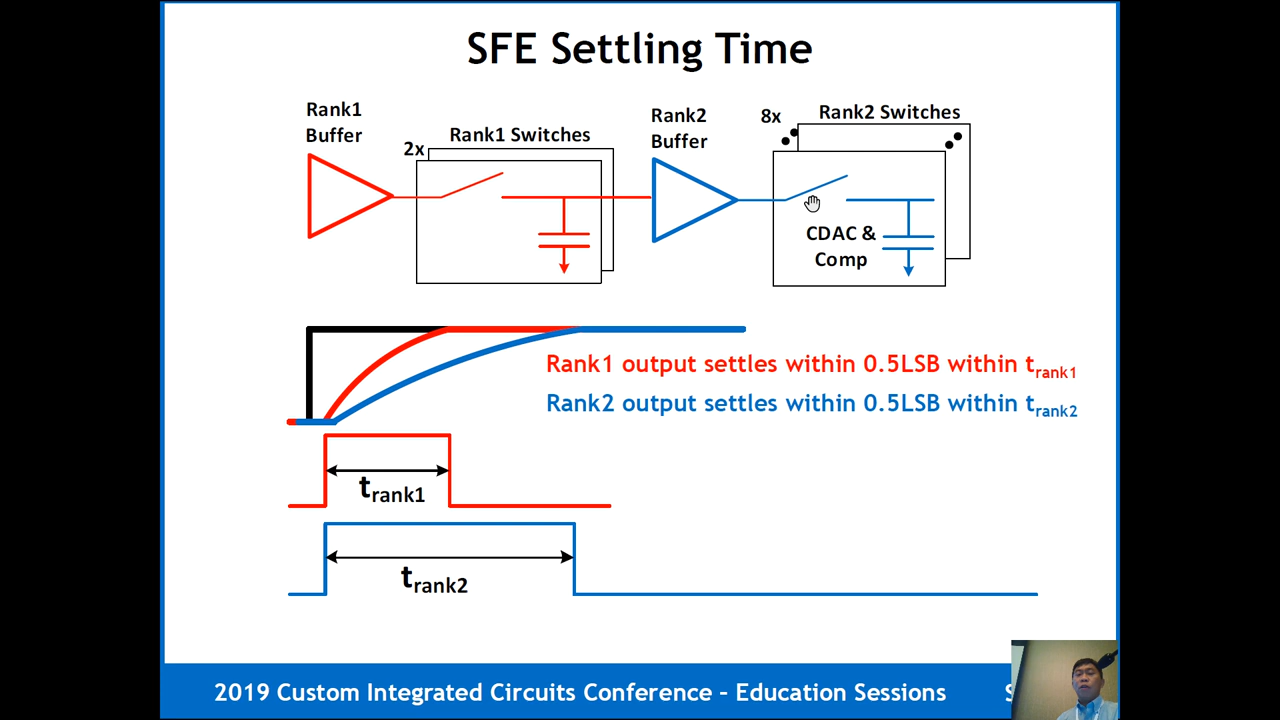 SFE Settling Time
Rank1
Buffer
2x
Rank1 Switches
Rank2
Buffer
8x
Rank2 Switches
CDAC &
Comp
Rank1 output settles within 0.5LSB within trank1
Rank2 output settles within 0.5LSB within trank2
trank1
trank2
2019 Custom Integrated Circuits Conference – Education Sessions